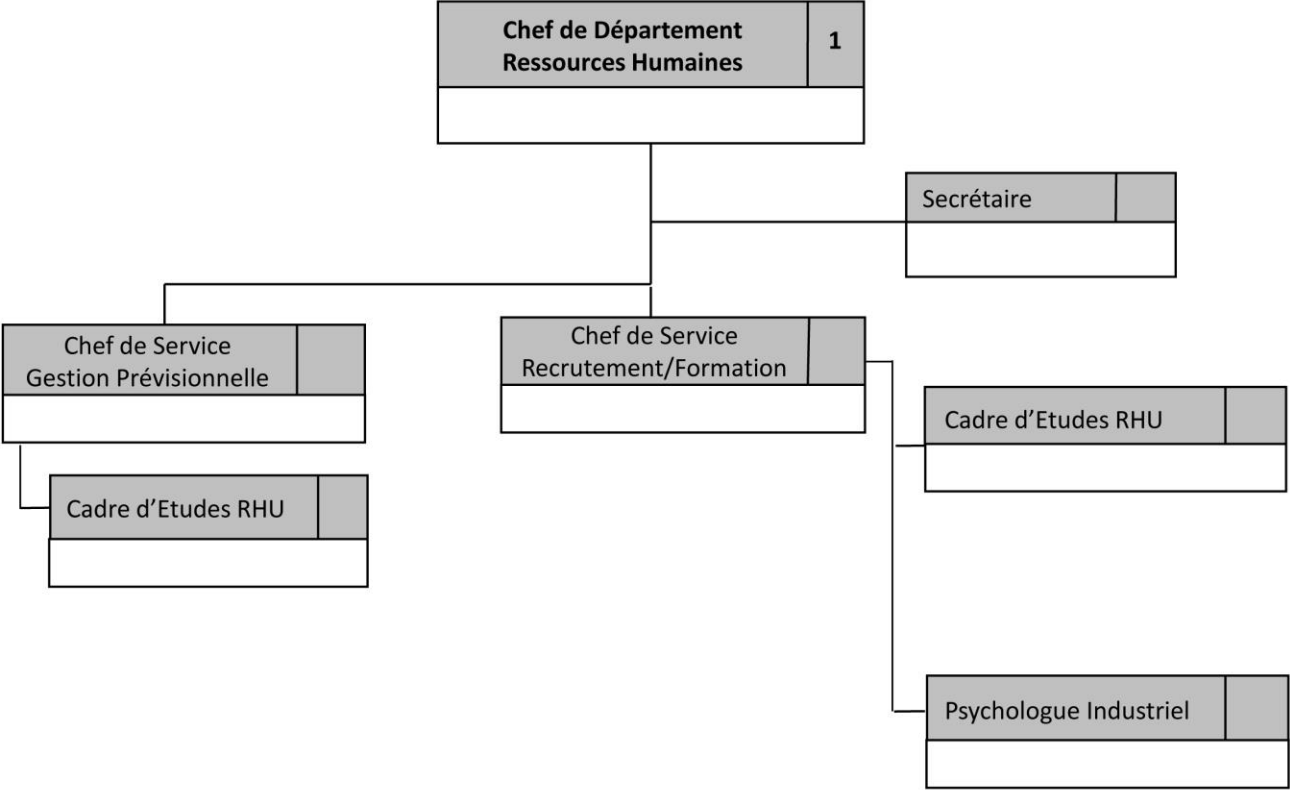 Chef de Département
Ressources Humaines
1
Secrétaire
Chef de Service
Gestion Prévisionnelle
Chef de Service
Recrutement/Formation
Cadre d’Etudes RHU
Cadre d’Etudes RHU
Psychologue Industriel